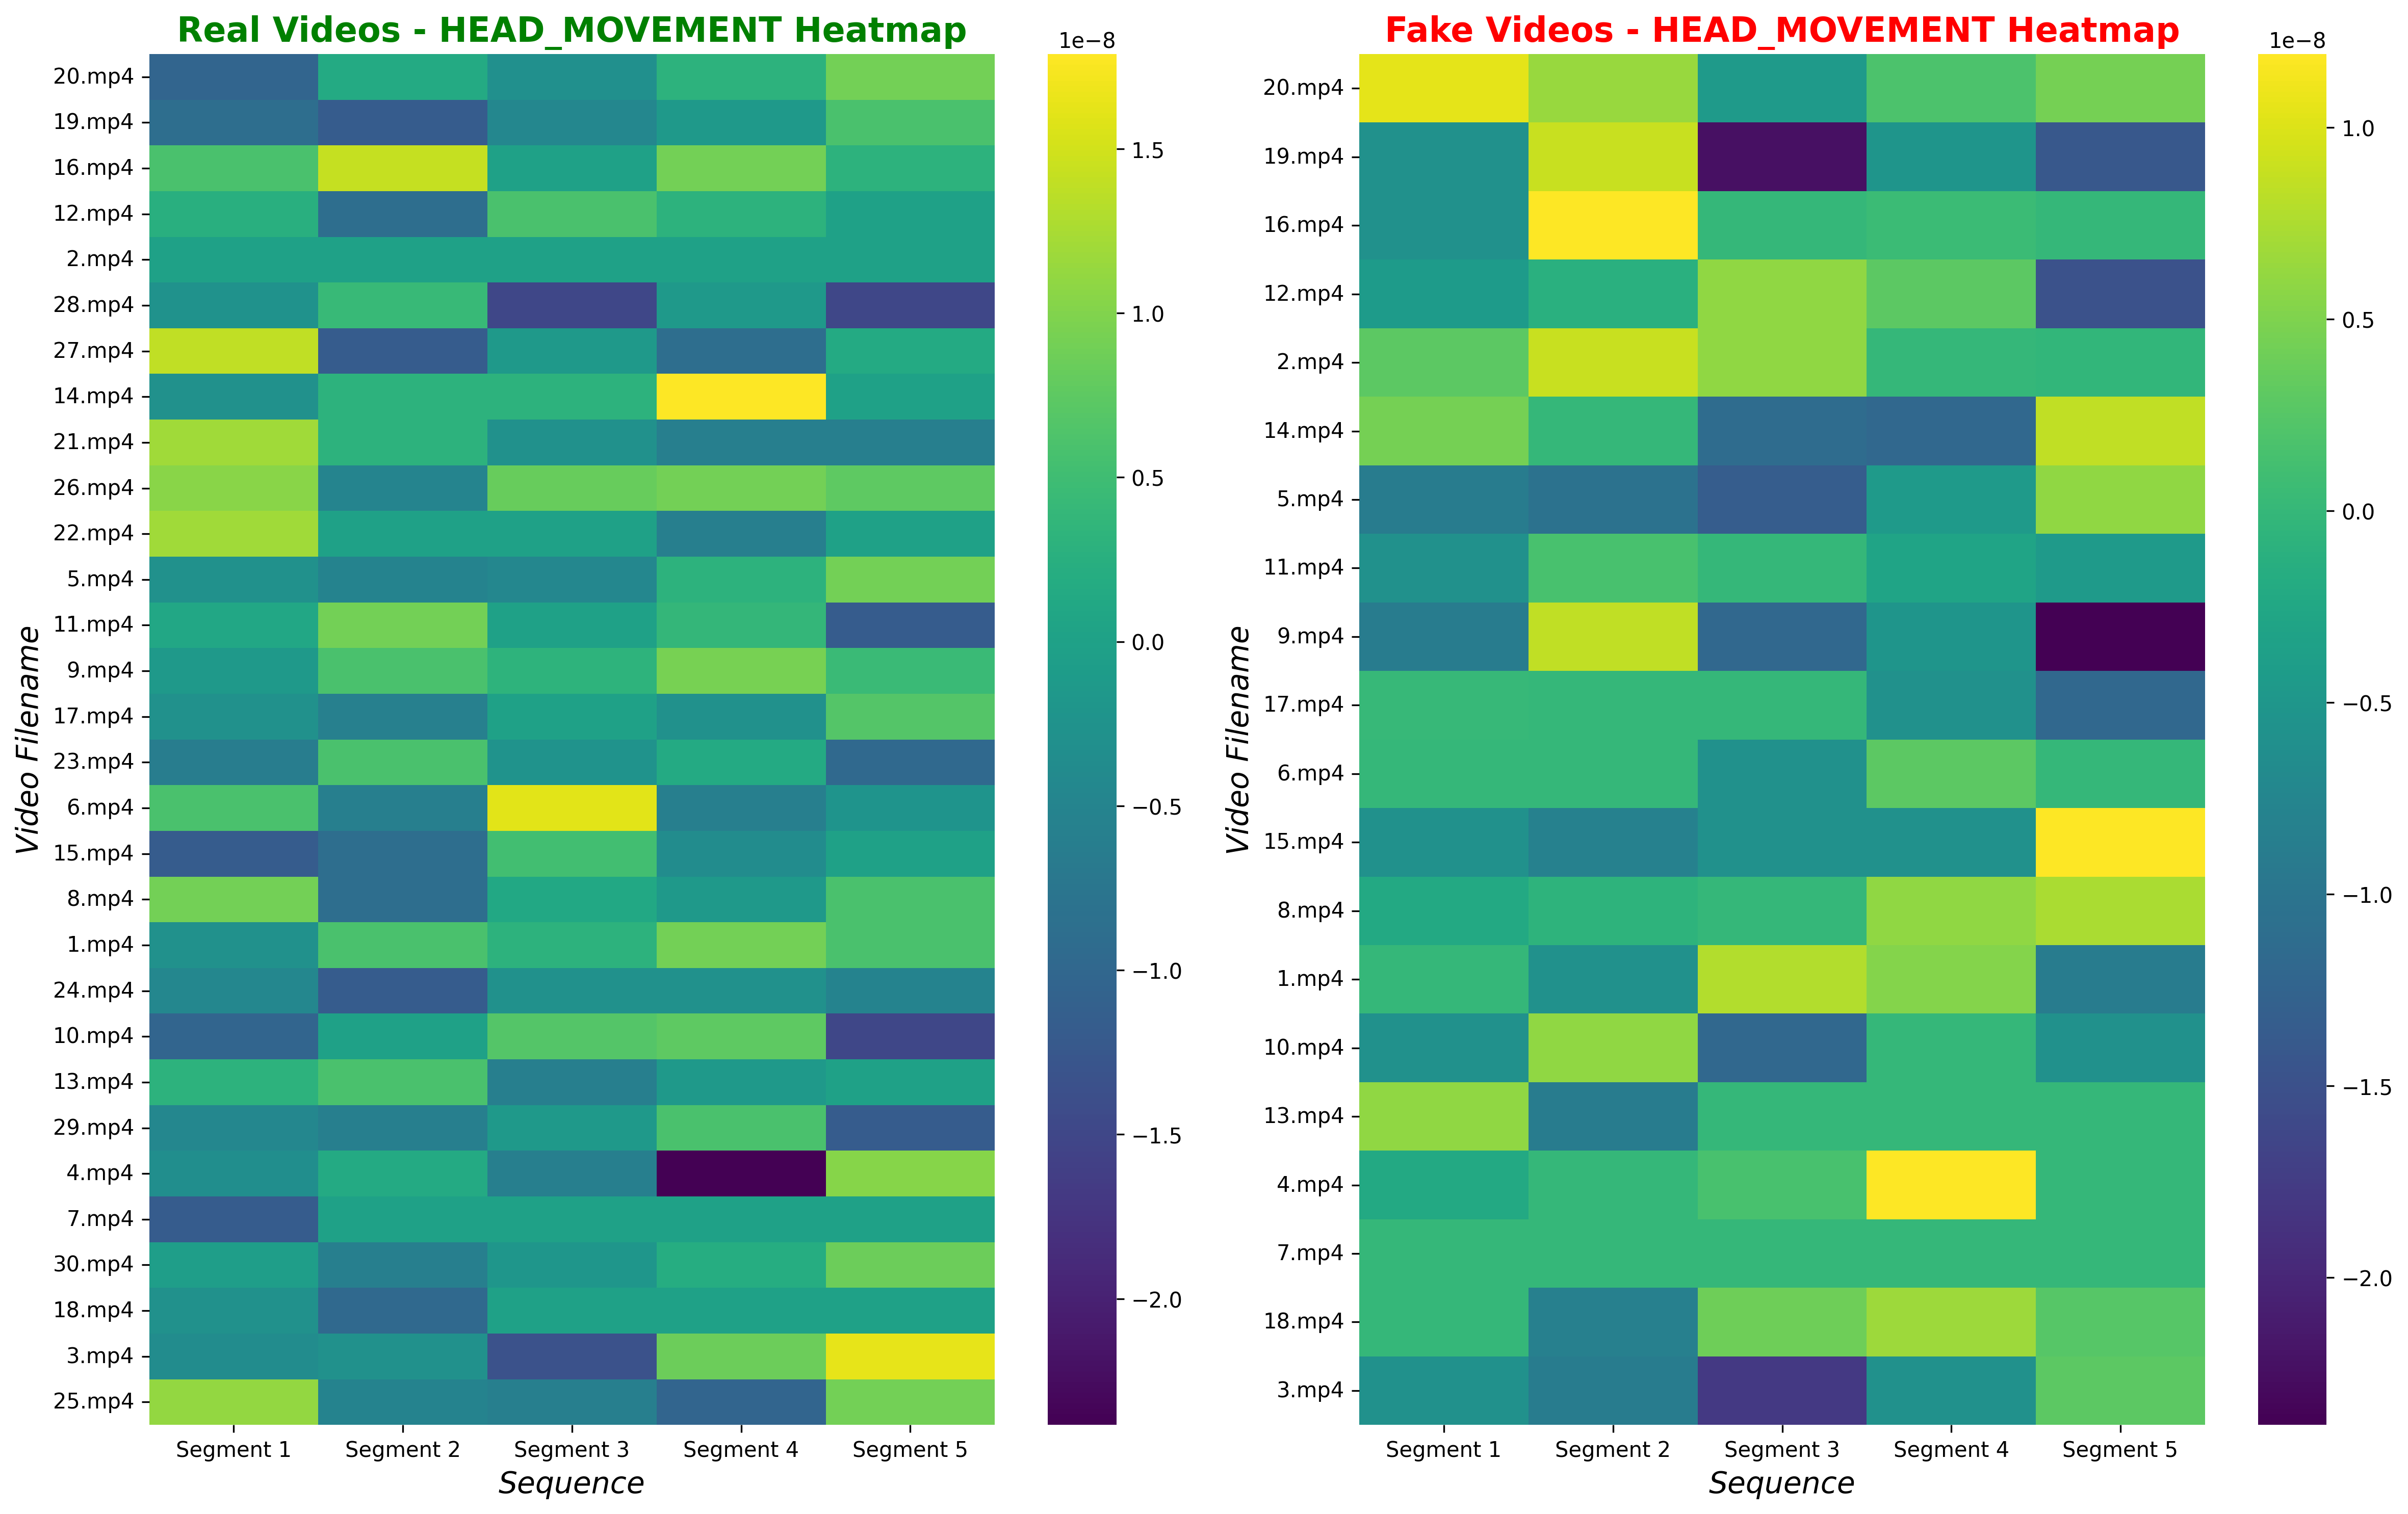 Real Videos - HEAD_MOVEMENT Heatmap
Video Filename
20.mp4
19.mp4
16.mp4
12.mp4
2.mp4
28.mp4
27.mp4
14.mp4
21.mp4
26.mp4
22.mp4
5.mp4
11.mp4
9.mp4
17.mp4
23.mp4
6.mp4
15.mp4
8.mp4
1.mp4
24.mp4
10.mp4
13.mp4
29.mp4
4.mp4
7.mp4
30.mp4
18.mp4
3.mp4
25.mp4
Segment 1 Segment 2 Segment 3 Segment 4 Segment 5
Sequence
1e−8
1.5
1.0
0.5
0.0
−0.5
−1.0
−1.5
−2.0
Fake Videos - HEAD_MOVEMENT Heatmap
Video Filename
20.mp4
19.mp4
16.mp4
12.mp4
2.mp4
14.mp4
5.mp4
11.mp4
9.mp4
17.mp4
6.mp4
15.mp4
8.mp4
1.mp4
10.mp4
13.mp4
4.mp4
7.mp4
18.mp4
3.mp4
Segment 1 Segment 2 Segment 3 Segment 4 Segment 5
Sequence
1e−8
1.0
0.5
0.0
−0.5
−1.0
−1.5
−2.0